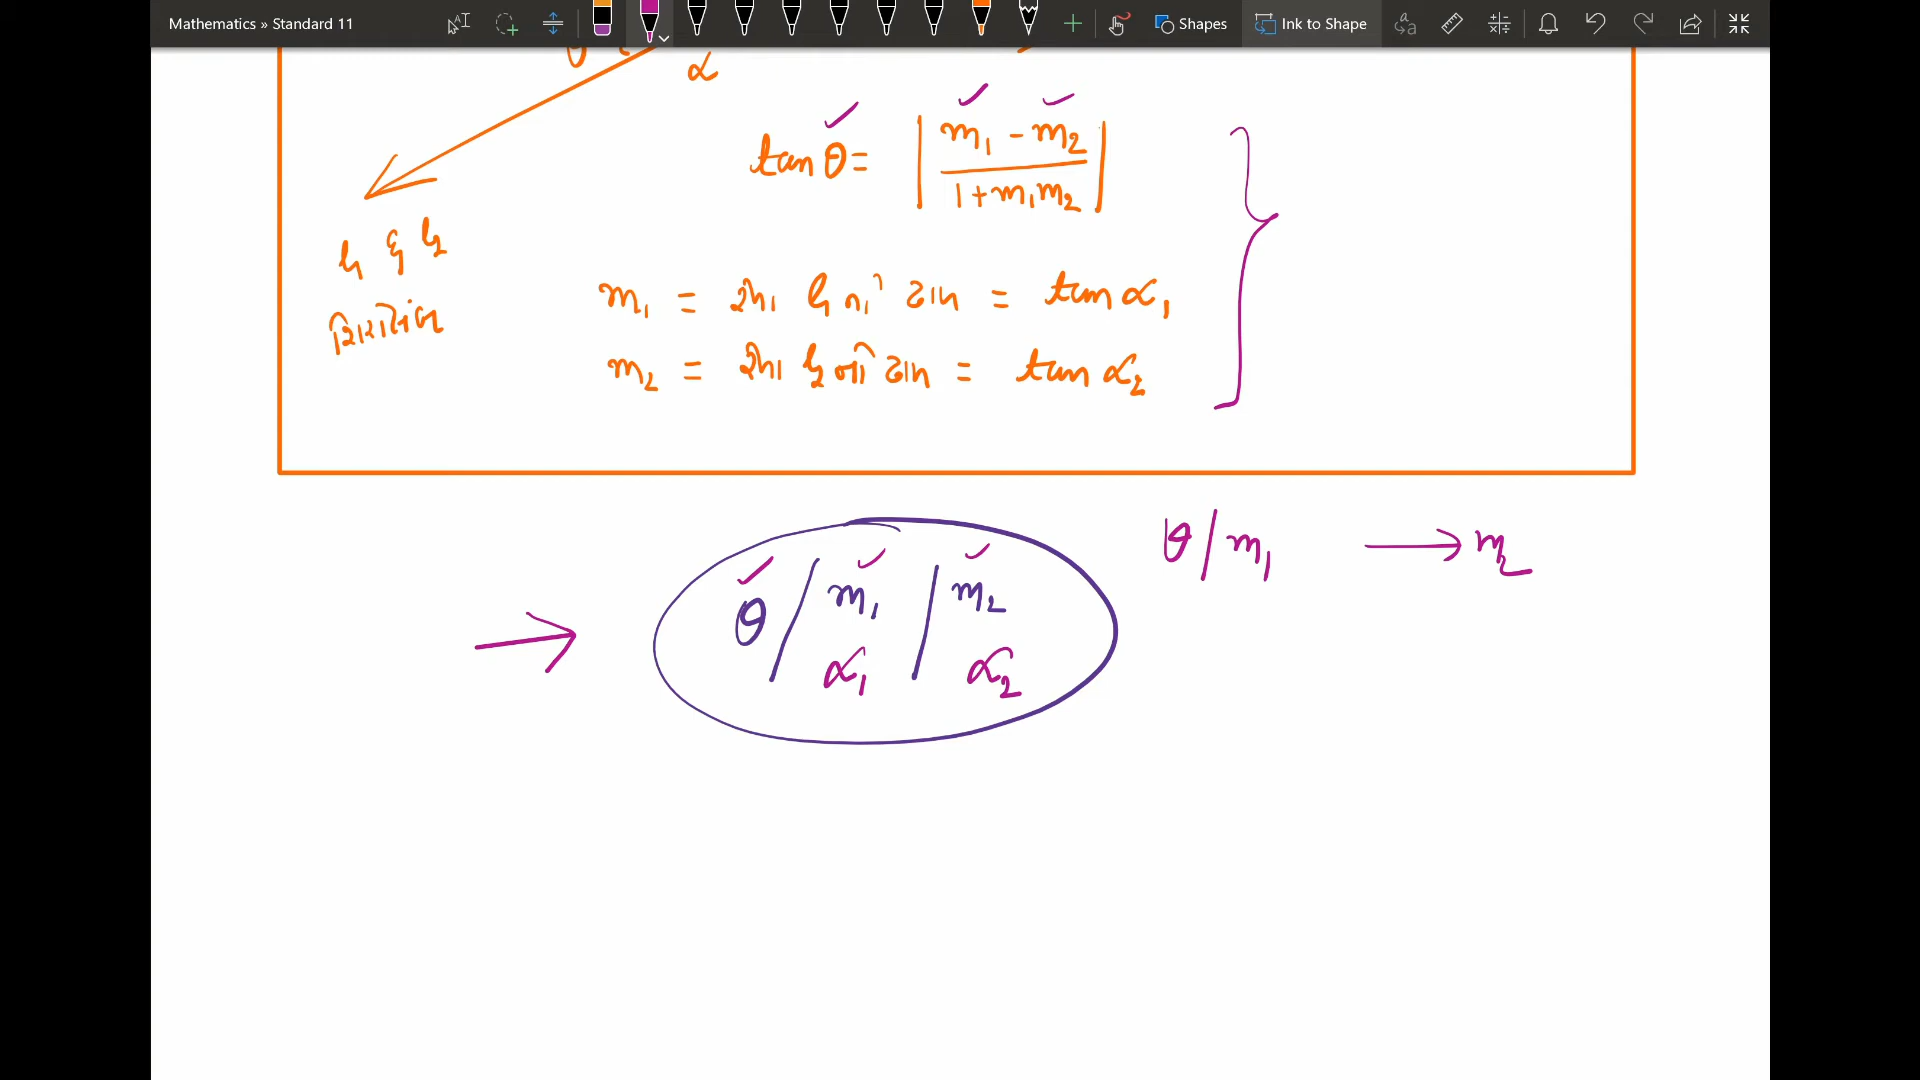 Mathematics » Standard 11
Shapes
Ink to Shape
θ
α
tan θ = | m₁ - m₂ / 1 + m₁m₂ |
l₁ l₂
m₁ = l₁ = tan α₁
m₂ = l₂ = tan α₂
θ / m₁ → m₂
θ / m₁ / m₂
α₁ α₂